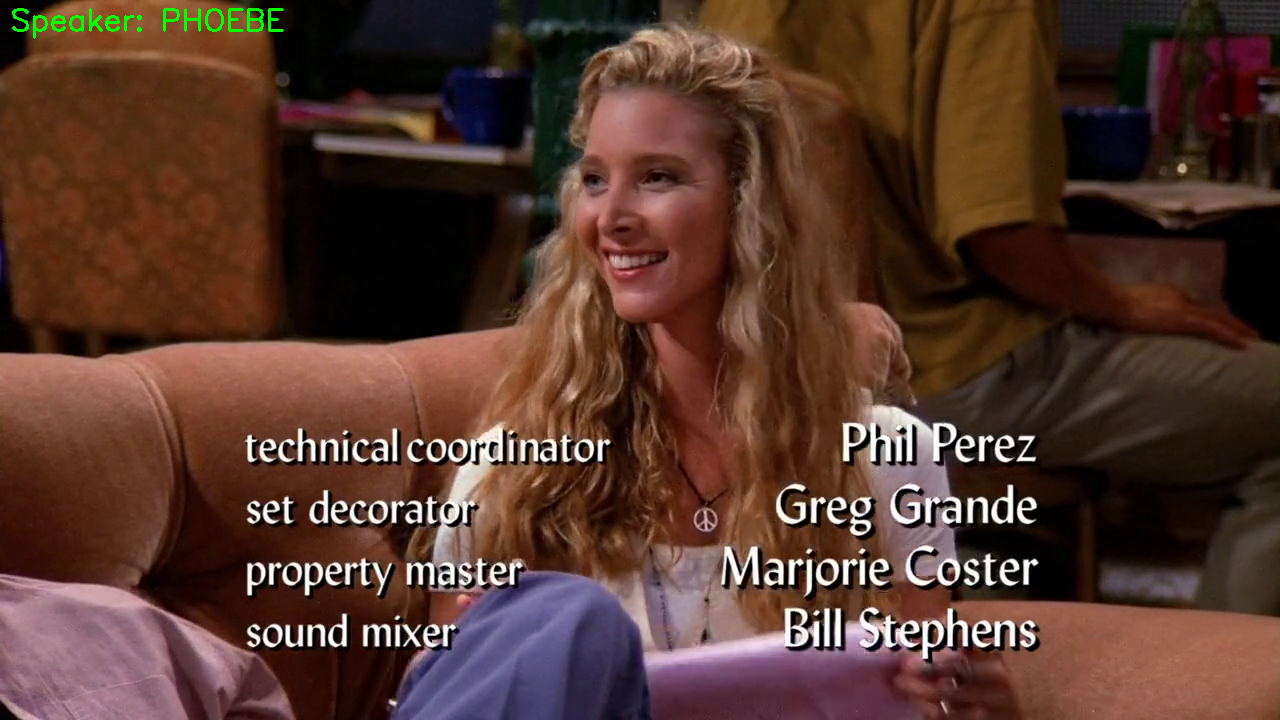 Speaker: PHOEBE
technical coordinator Phil Perez
set decorator Greg Grande
property master Marjorie Coster
sound mixer Bill Stephens